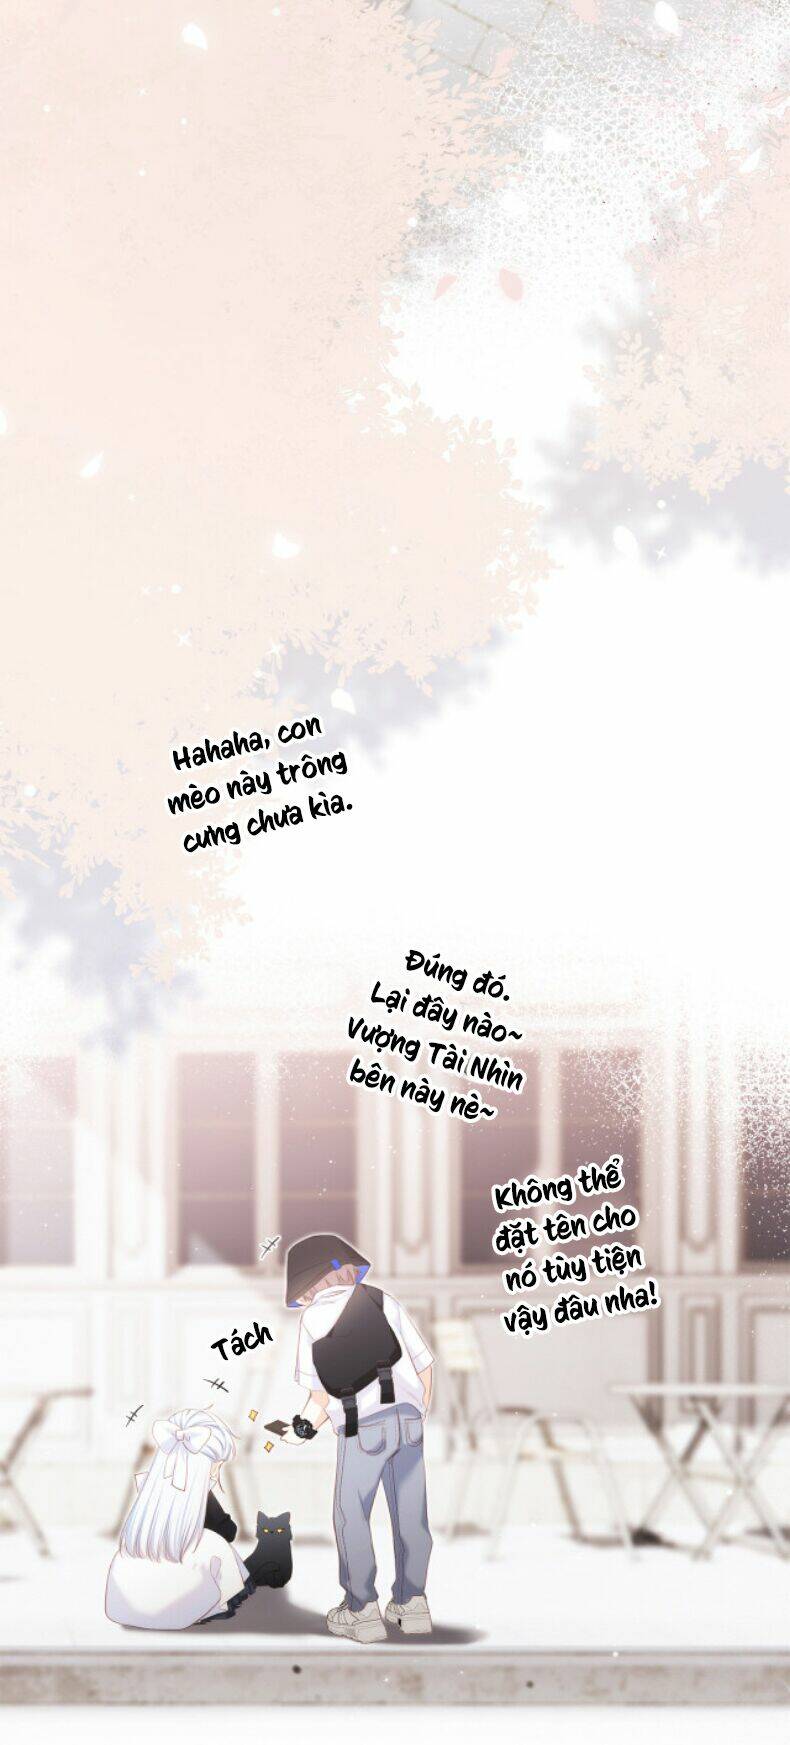 Hahaha, con
mèo này trông
cưng chưa kìa.
Đúng đó.
Lại đây nào~
Vượng Tài Nhìn
bên này nè~
Không thể
đặt tên cho
nó tùy tiện
vậy đâu nha!
Tách